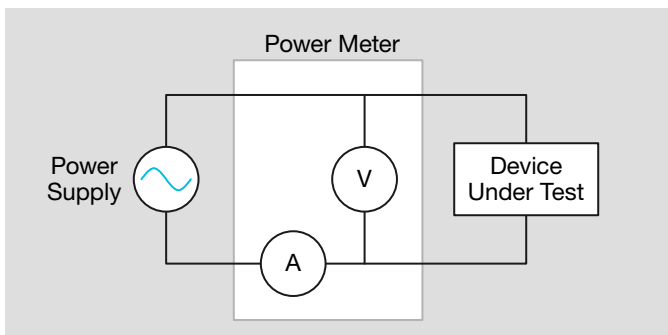 Power Meter
Power
Supply
V
Device
Under Test
A